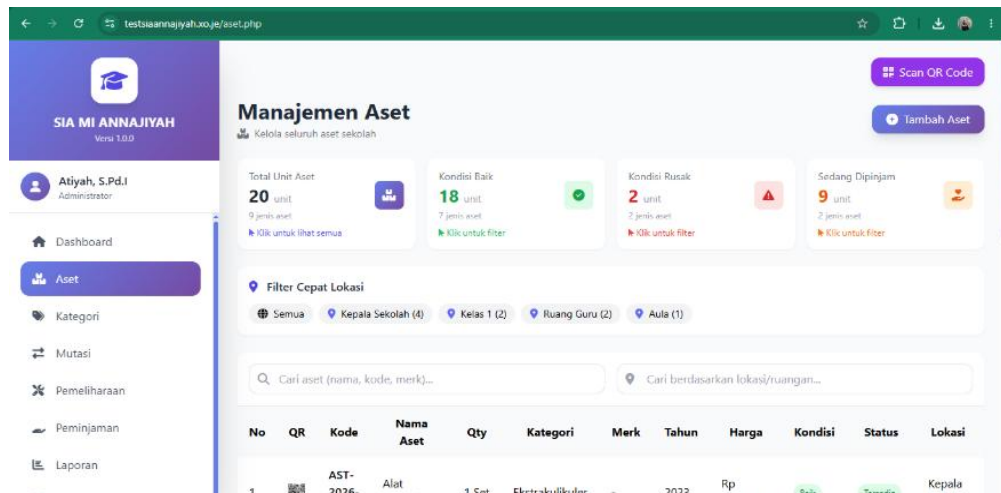 testsiaannajiyah.xo.je/aset.php
SIA MI ANNAJIYAH
Versi 1.0.0
Atiyah, S.Pd.I
Administrator
Dashboard
Aset
Kategori
Mutasi
Pemeliharaan
Peminjaman
Laporan
Scan QR Code
Manajemen Aset
Kelola seluruh aset sekolah
Tambah Aset
Total Unit Aset
20 unit
9 jenis aset
Klik untuk lihat semua
Kondisi Baik
18 unit
7 jenis aset
Klik untuk filter
Kondisi Rusak
2 unit
2 jenis aset
Klik untuk filter
Sedang Dipinjam
9 unit
2 jenis aset
Klik untuk filter
Filter Cepat Lokasi
Semua Kepala Sekolah (4) Kelas 1 (2) Ruang Guru (2) Aula (1)
Cari aset (nama, kode, merk)... Cari berdasarkan lokasi/ruangan...
No QR Kode Nama Aset Qty Kategori Merk Tahun Harga Kondisi Status Lokasi
AST-
2026- Alat 1 Set Ekstrakulikuler - 2023 Rp Baik Tersedia Kepala